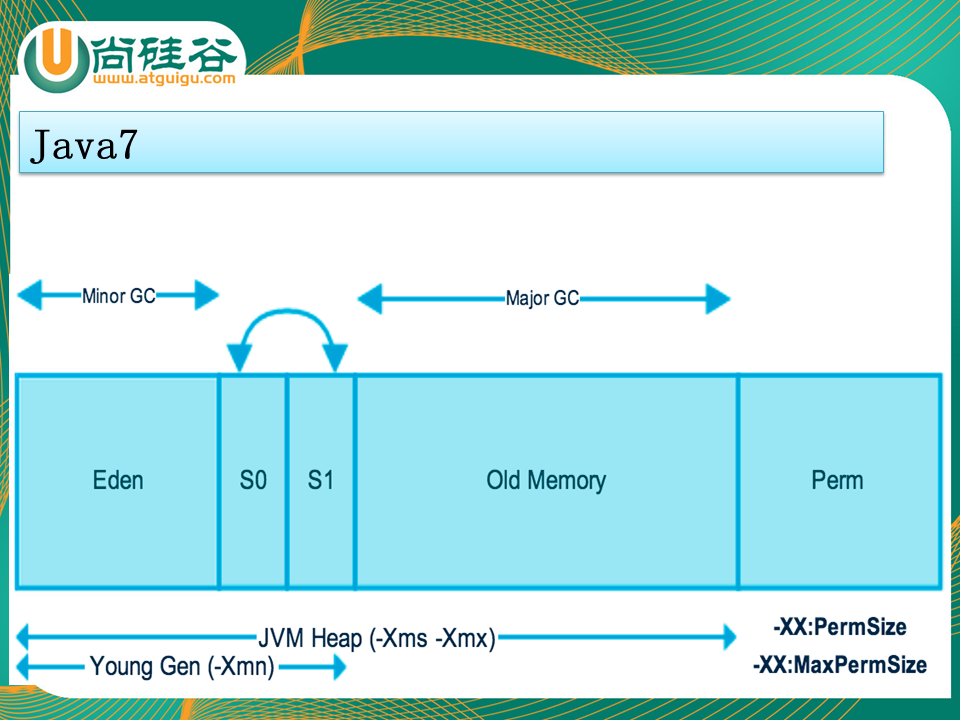 U尚硅谷
www.atguigu.com
Java7
Minor GC
Major GC
Eden
S0
S1
Old Memory
Perm
JVM Heap (-Xms -Xmx)
Young Gen (-Xmn)
-XX:PermSize
-XX:MaxPermSize